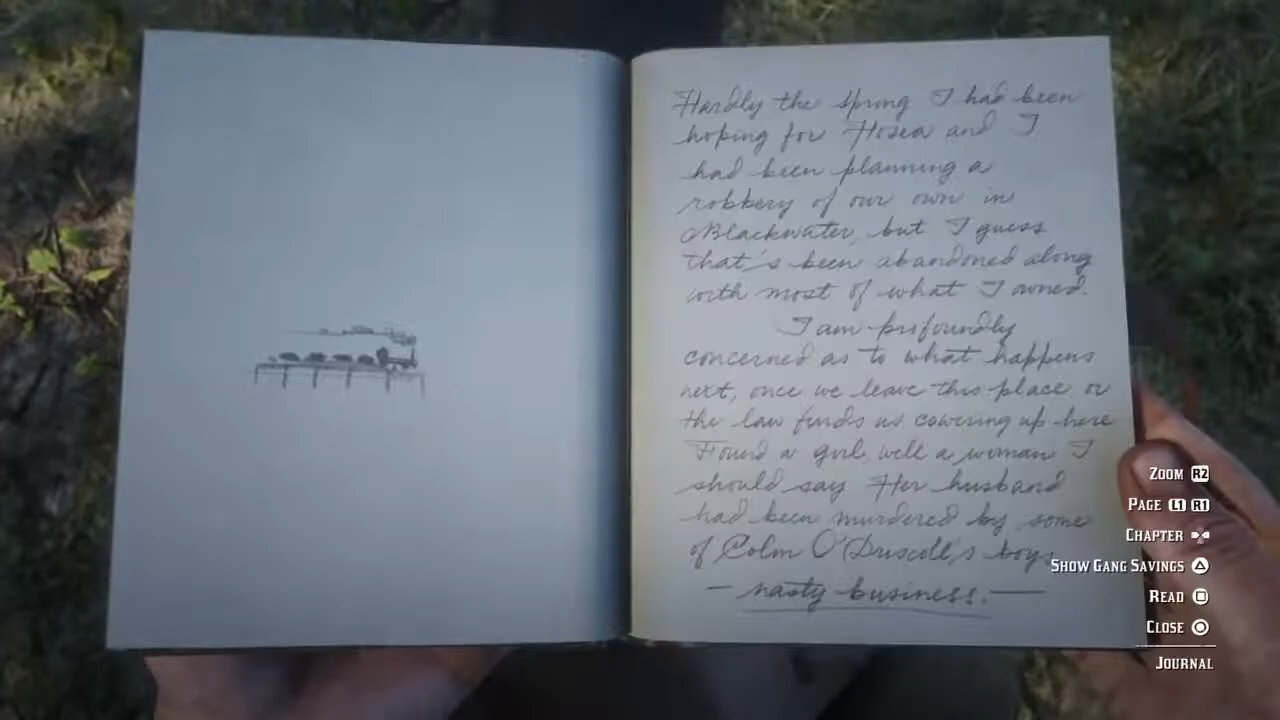 Hardly the spring I had been
hoping for Hosea and I
had been planning a
robbery of our own in
Blackwater, but I guess
that's been abandoned along
with most of what I owned.
I am profoundly
concerned as to what happens
next, once we leave this place or
the law finds us cowering up here
Found a girl, well a woman I
should say Her husband
had been murdered by some
of Colm O'Driscoll's boys
— nasty business. —
ZOOM R2
PAGE L1 R1
CHAPTER
SHOW GANG SAVINGS
READ
CLOSE
JOURNAL